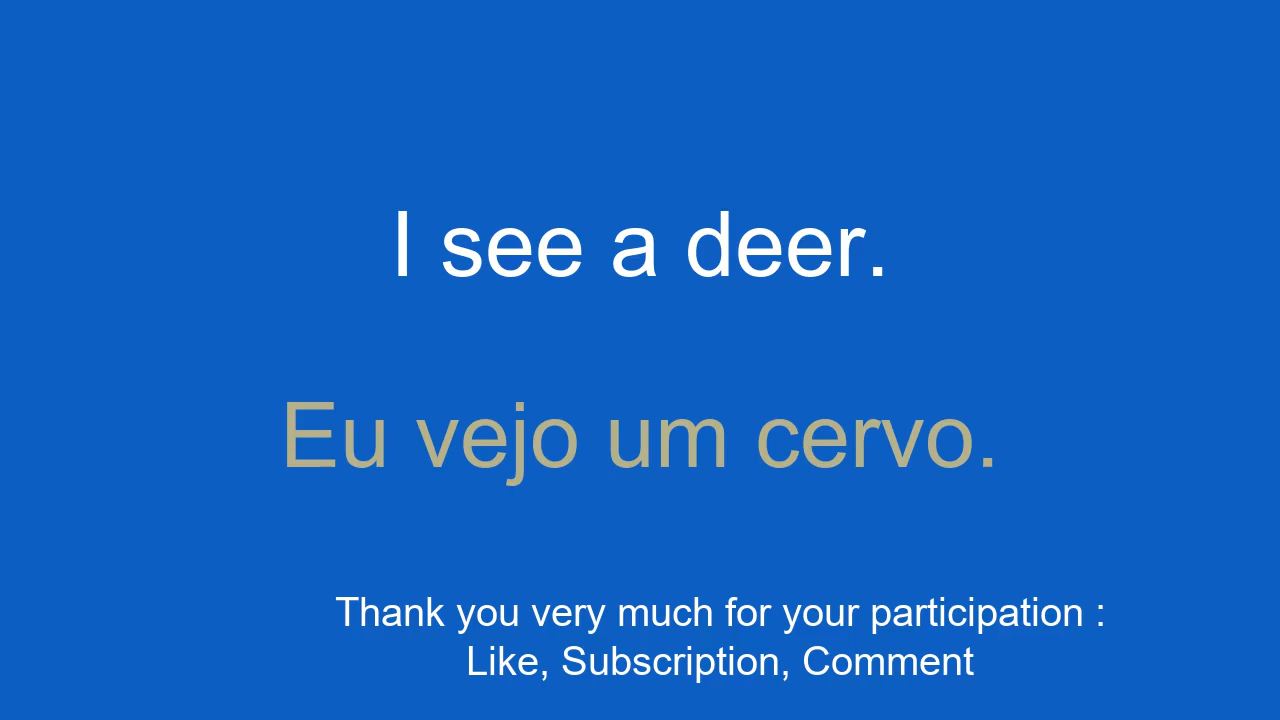 I see a deer.
Eu vejo um cervo.
Thank you very much for your participation :
Like, Subscription, Comment